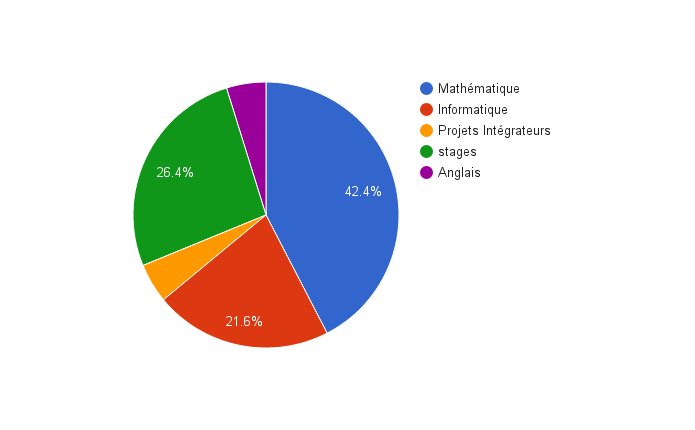 Mathématique
Informatique
Projets Intégrateurs
stages
Anglais
26.4%
42.4%
21.6%